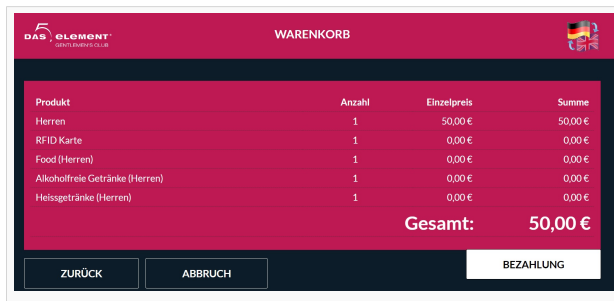 5
DAS ELEMENT
GENTLEMEN'S CLUB
WARENKORB
Produkt Anzahl Einzelpreis Summe
Herren 1 50,00 € 50,00 €
RFID Karte 1 0,00 € 0,00 €
Food (Herren) 1 0,00 € 0,00 €
Alkoholfreie Getränke (Herren) 1 0,00 € 0,00 €
Heissgetränke (Herren) 1 0,00 € 0,00 €
Gesamt: 50,00 €
ZURÜCK ABBRUCH BEZAHLUNG